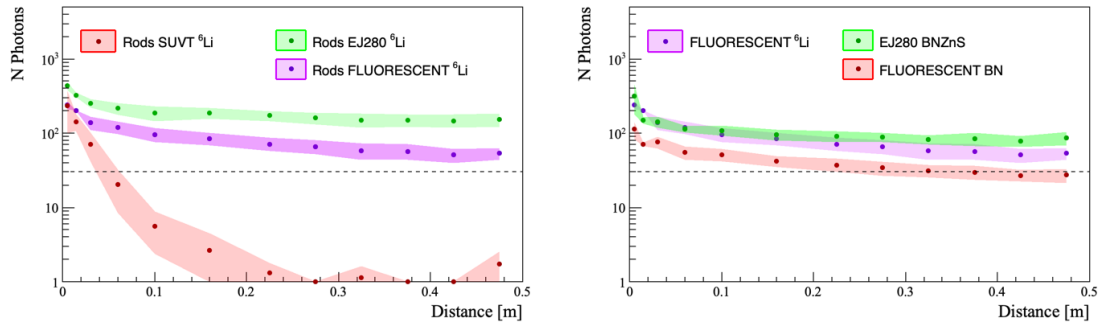 N Photons
Rods SUVT ⁶Li
Rods EJ280 ⁶Li
Rods FLUORESCENT ⁶Li
10³
10²
10
1
0 0.1 0.2 0.3 0.4 0.5
Distance [m]
N Photons
FLUORESCENT ⁶Li
EJ280 BNZnS
FLUORESCENT BN
10³
10²
10
1
0 0.1 0.2 0.3 0.4 0.5
Distance [m]